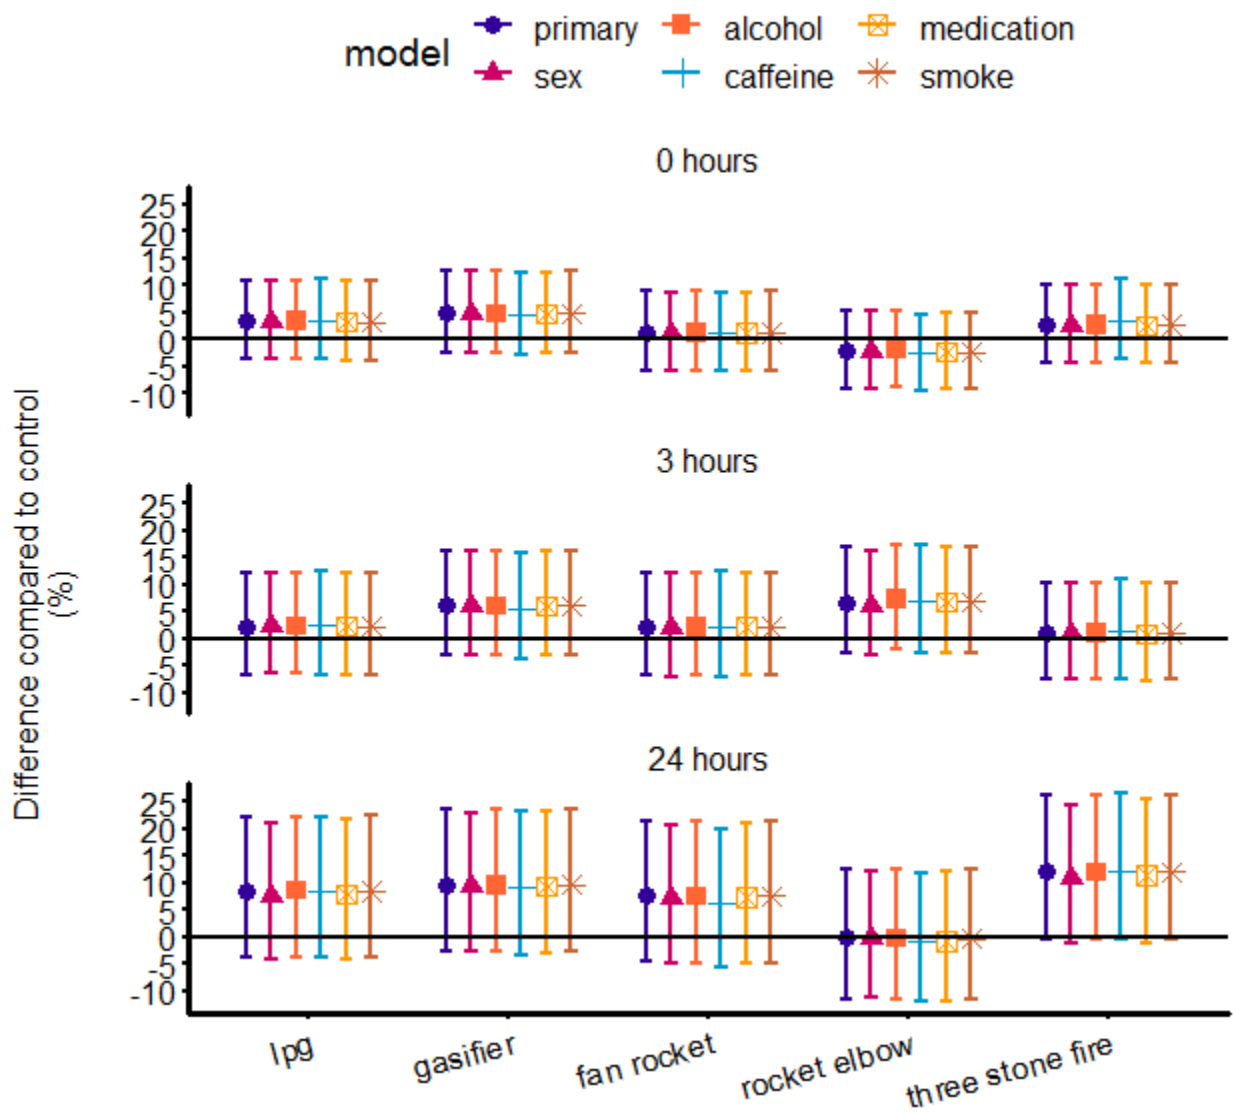 model
primary
alcohol
medication
sex
caffeine
smoke
0 hours
25
20
15
10
5
0
-5
-10
3 hours
25
20
15
10
5
0
-5
-10
24 hours
25
20
15
10
5
0
-5
-10
Difference compared to control
(%)
lpg
gasifier
fan rocket
rocket elbow
three stone fire